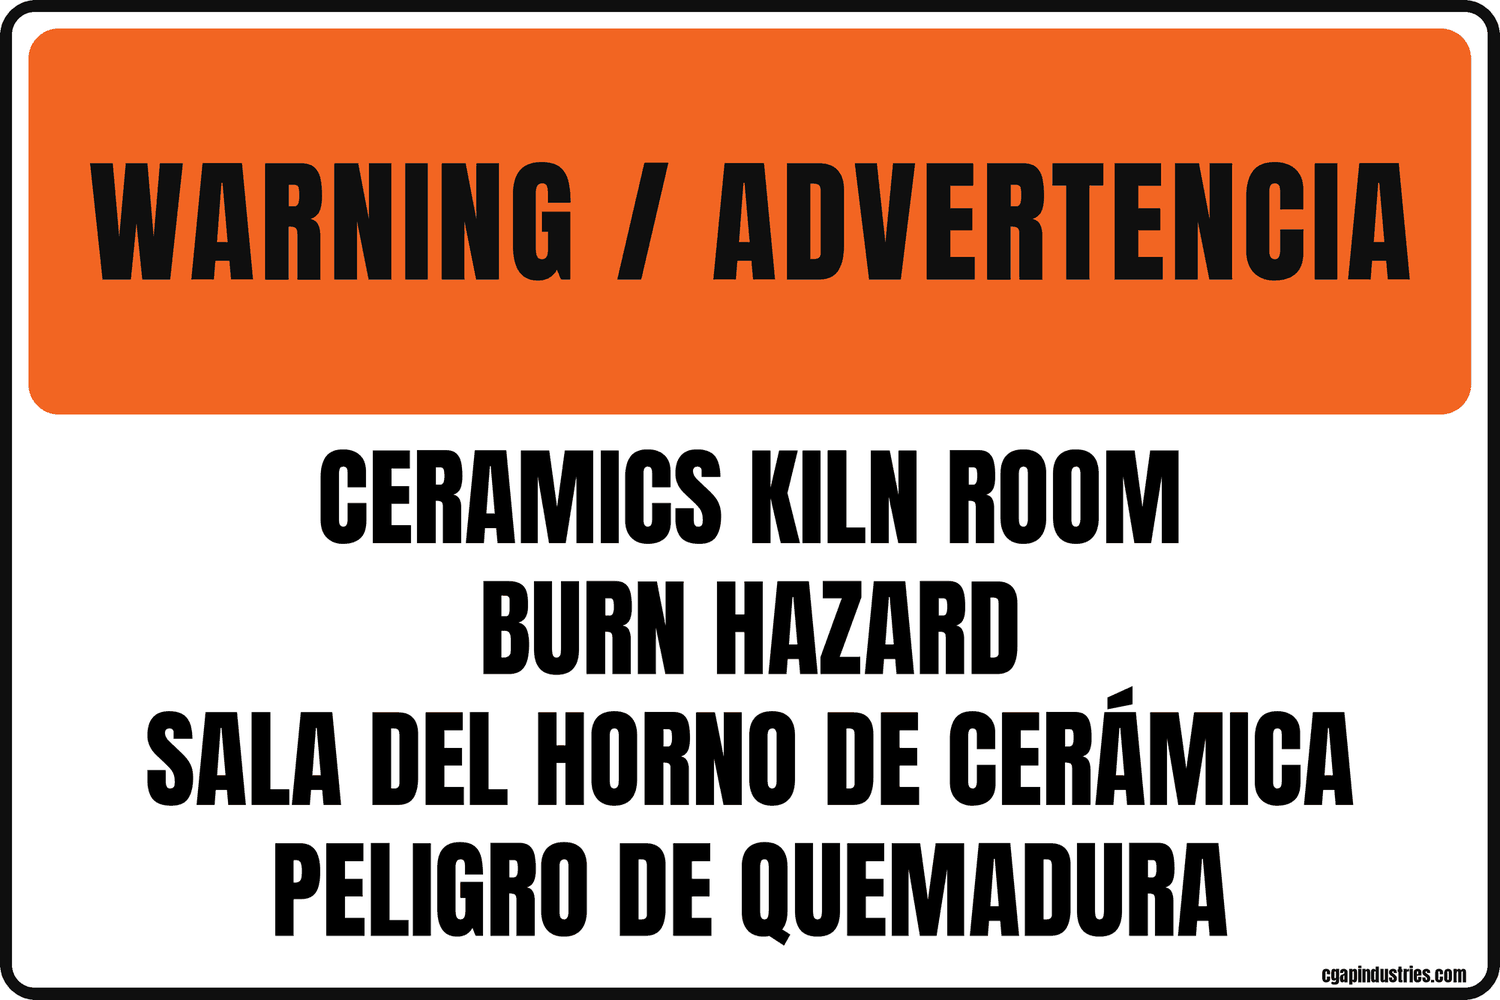 WARNING / ADVERTENCIA
CERAMICS KILN ROOM
BURN HAZARD
SALA DEL HORNO DE CERÁMICA
PELIGRO DE QUEMADURA
cgapindustries.com